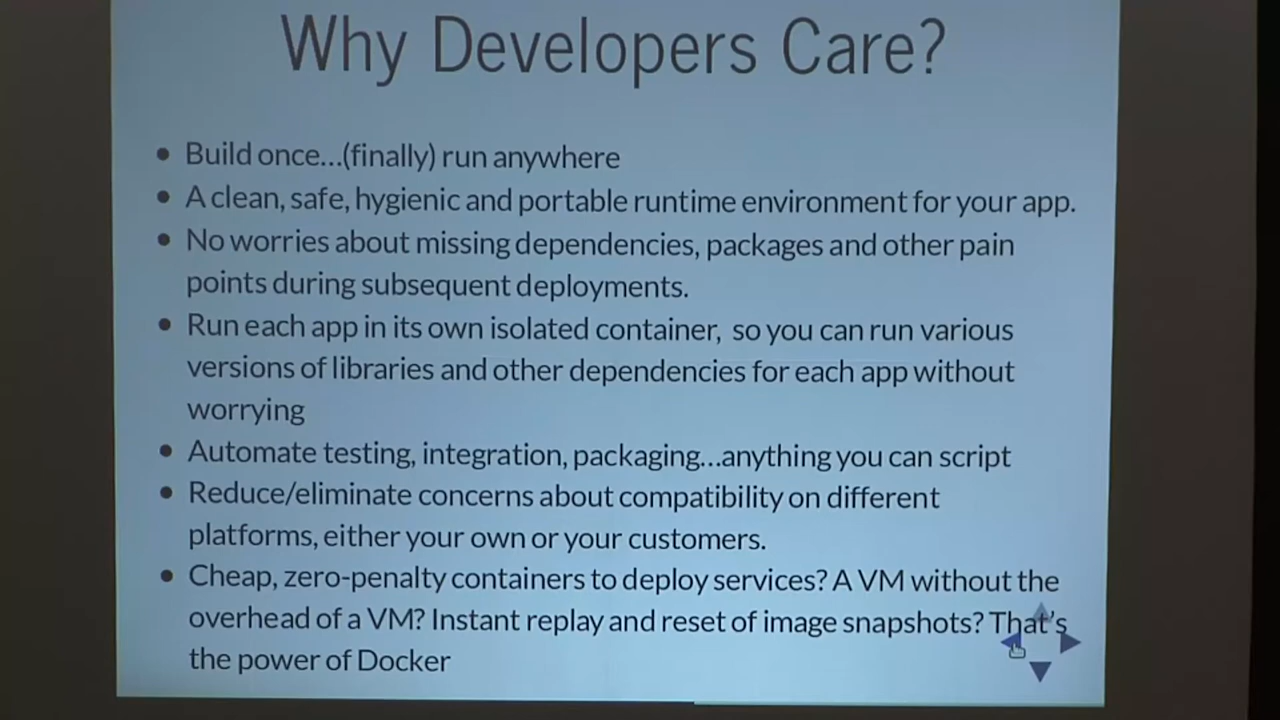 Why Developers Care?
• Build once...(finally) run anywhere
• A clean, safe, hygienic and portable runtime environment for your app.
• No worries about missing dependencies, packages and other pain
points during subsequent deployments.
• Run each app in its own isolated container, so you can run various
versions of libraries and other dependencies for each app without
worrying
• Automate testing, integration, packaging...anything you can script
• Reduce/eliminate concerns about compatibility on different
platforms, either your own or your customers.
• Cheap, zero-penalty containers to deploy services? A VM without the
overhead of a VM? Instant replay and reset of image snapshots? That's
the power of Docker